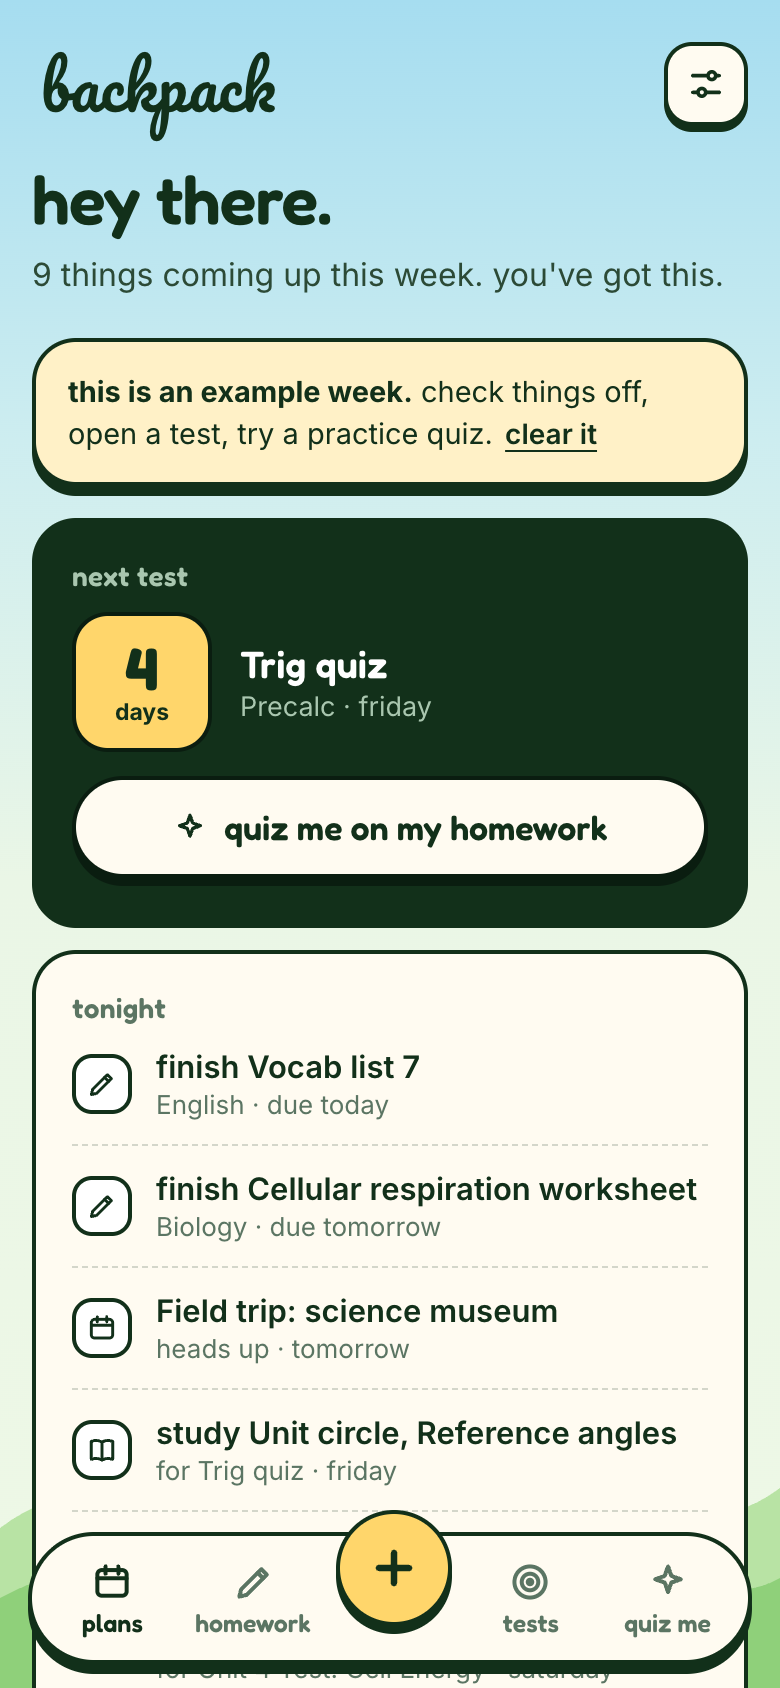 backpack
hey there.
9 things coming up this week. you've got this.
this is an example week. check things off,
open a test, try a practice quiz. clear it
next test
4
days
Trig quiz
Precalc · friday
quiz me on my homework
tonight
finish Vocab list 7
English · due today
finish Cellular respiration worksheet
Biology · due tomorrow
Field trip: science museum
heads up · tomorrow
study Unit circle, Reference angles
for Trig quiz · friday
plans
homework
tests
quiz me